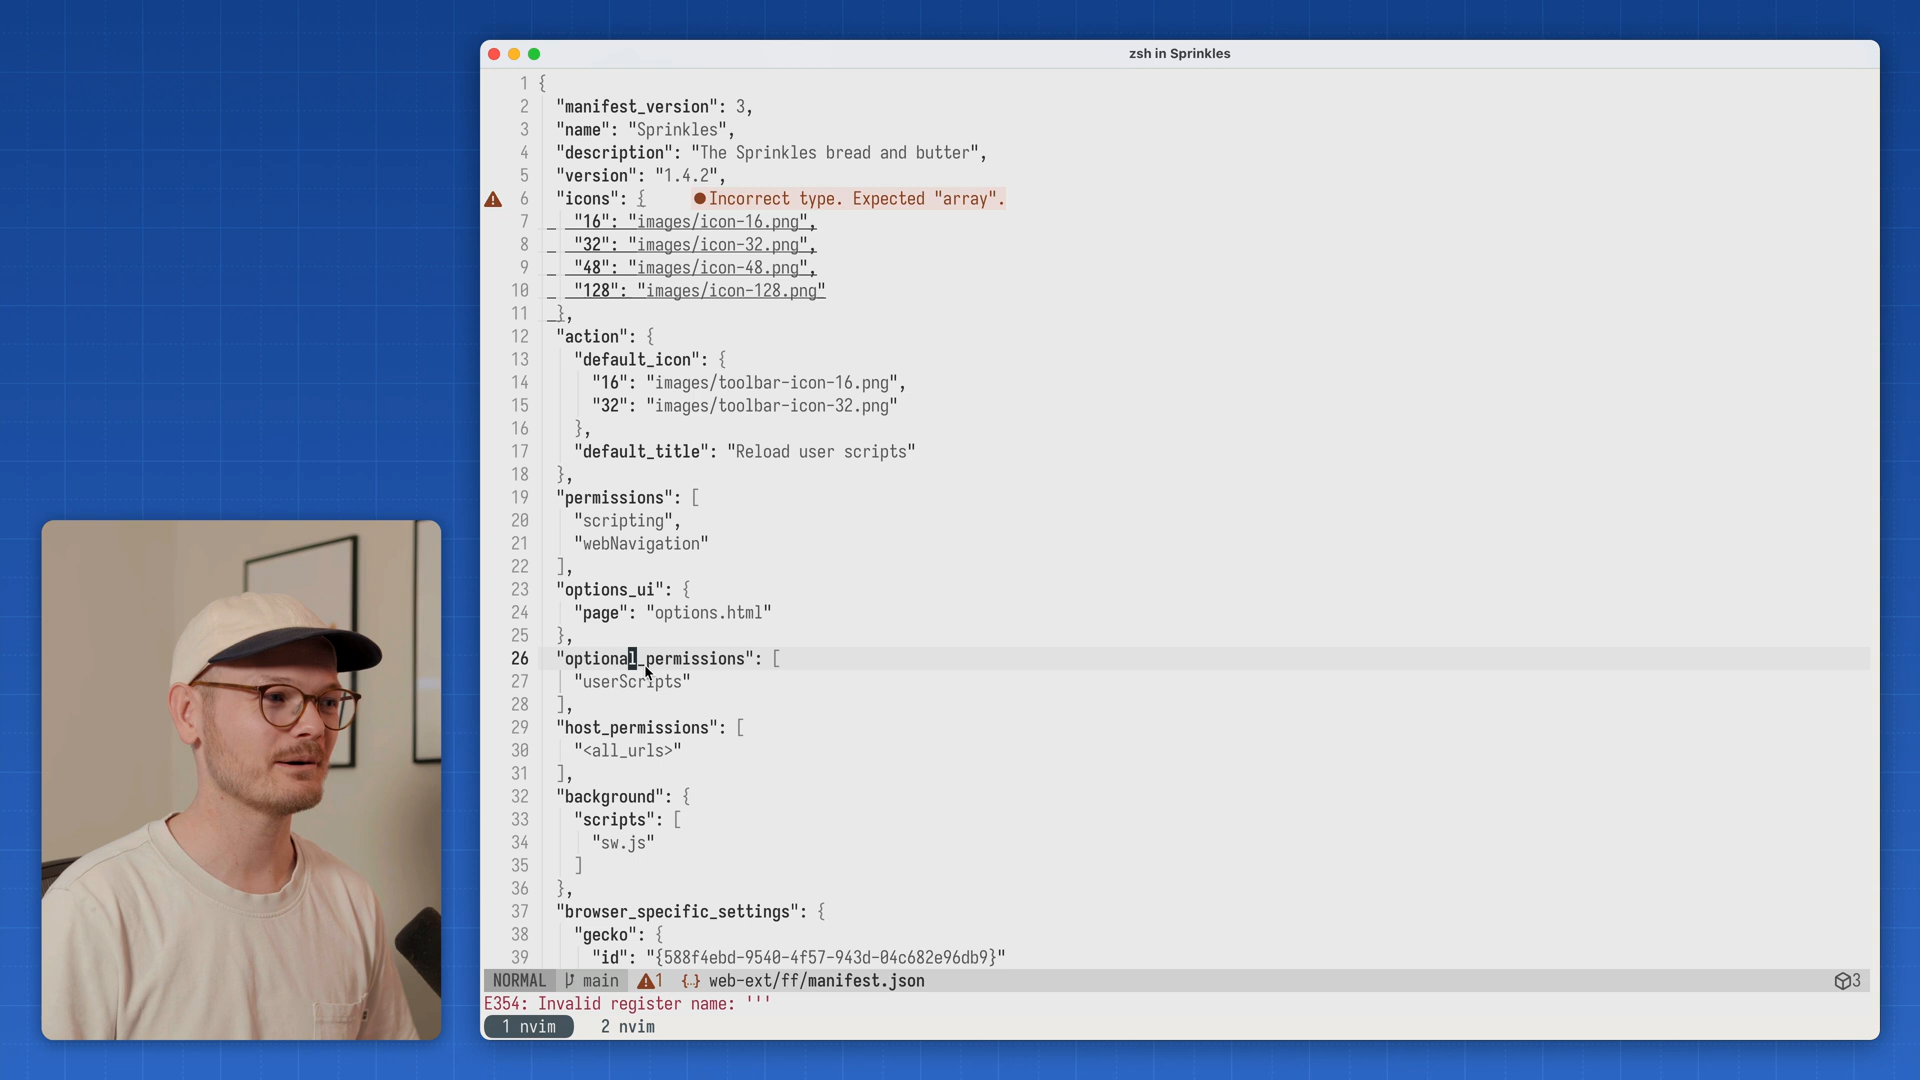 zsh in Sprinkles
1 {
2 "manifest_version": 3,
3 "name": "Sprinkles",
4 "description": "The Sprinkles bread and butter",
5 "version": "1.4.2",
6 "icons": { ●Incorrect type. Expected "array".
7 "16": "images/icon-16.png",
8 "32": "images/icon-32.png",
9 "48": "images/icon-48.png",
10 "128": "images/icon-128.png"
11 },
12 "action": {
13 "default_icon": {
14 "16": "images/toolbar-icon-16.png",
15 "32": "images/toolbar-icon-32.png"
16 },
17 "default_title": "Reload user scripts"
18 },
19 "permissions": [
20 "scripting",
21 "webNavigation"
22 ],
23 "options_ui": {
24 "page": "options.html"
25 },
26 "optional_permissions": [
27 "userScripts"
28 ],
29 "host_permissions": [
30 "<all_urls>"
31 ],
32 "background": {
33 "scripts": [
34 "sw.js"
35 ]
36 },
37 "browser_specific_settings": {
38 "gecko": {
39 "id": "{588f4ebd-9540-4f57-943d-04c682e96db9}"
NORMAL main 1 {..} web-ext/ff/manifest.json 3
E354: Invalid register name: '''
1 nvim 2 nvim